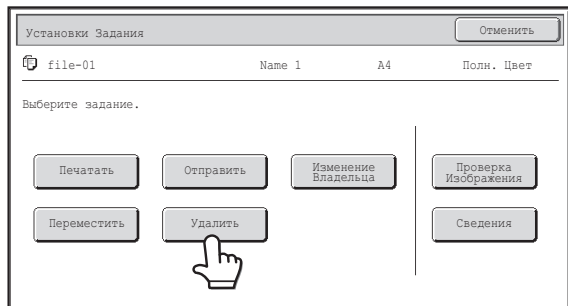 Установки Задания
Отменить
file-01 Name 1 A4 Полн. Цвет
Выберите задание.
Печатать Отправить Изменение Владельца Проверка Изображения
Переместить Удалить Сведения